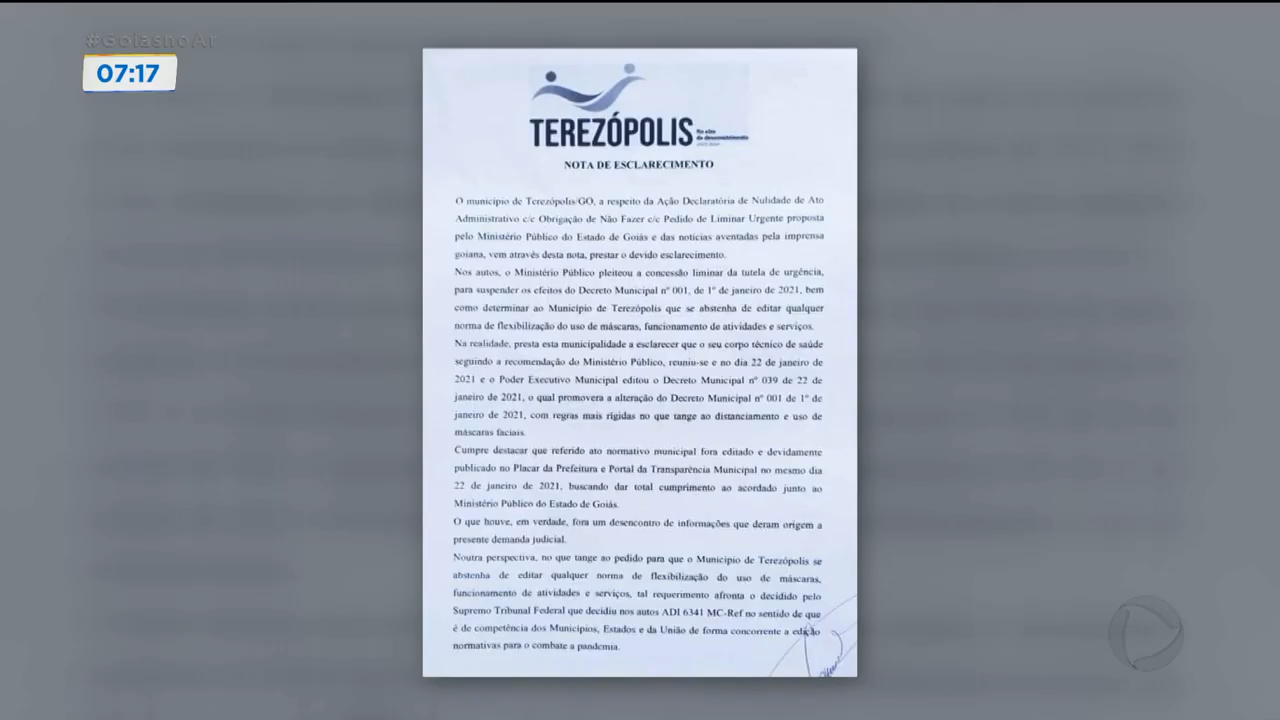 #GoiásnoAr
07:17
TEREZÓPOLIS
NOTA DE ESCLARECIMENTO
O município de Terezópolis/GO, a respeito da Ação Declaratória de Nulidade de Ato
Administrativo c/c Obrigação de Não Fazer c/c Pedido de Liminar Urgente proposta
pelo Ministério Público do Estado de Goiás e das notícias aventadas pela imprensa
goiana, vem através desta nota, prestar o devido esclarecimento.
Nos autos, o Ministério Público pleiteou a concessão liminar da tutela de urgência,
para suspender os efeitos do Decreto Municipal nº 001, de 1º de janeiro de 2021, bem
como determinar ao Município de Terezópolis que se abstenha de editar qualquer
norma de flexibilização do uso de máscaras, funcionamento de atividades e serviços.
Na realidade, presta esta municipalidade a esclarecer que o seu corpo técnico de saúde
seguindo a recomendação do Ministério Público, reuniu-se e no dia 22 de janeiro de
2021 e o Poder Executivo Municipal editou o Decreto Municipal nº 039 de 22 de
janeiro de 2021, o qual promovera a alteração do Decreto Municipal nº 001 de 1º de
janeiro de 2021, com regras mais rígidas no que tange ao distanciamento e uso de
máscaras faciais.
Cumpre destacar que referido ato normativo municipal fora editado e devidamente
publicado no Placar da Prefeitura e Portal da Transparência Municipal no mesmo dia
22 de janeiro de 2021, buscando dar total cumprimento ao acordado junto ao
Ministério Público do Estado de Goiás.
O que houve, em verdade, fora um desencontro de informações que deram origem a
presente demanda judicial.
Noutra perspectiva, no que tange ao pedido para que o Município de Terezópolis se
abstenha de editar qualquer norma de flexibilização do uso de máscaras,
funcionamento de atividades e serviços, tal requerimento afronta o decidido pelo
Supremo Tribunal Federal que decidiu nos autos ADI 6341 MC-Ref no sentido de que
é de competência dos Municípios, Estados e da União de forma concorrente a edição
normativas para o combate a pandemia.